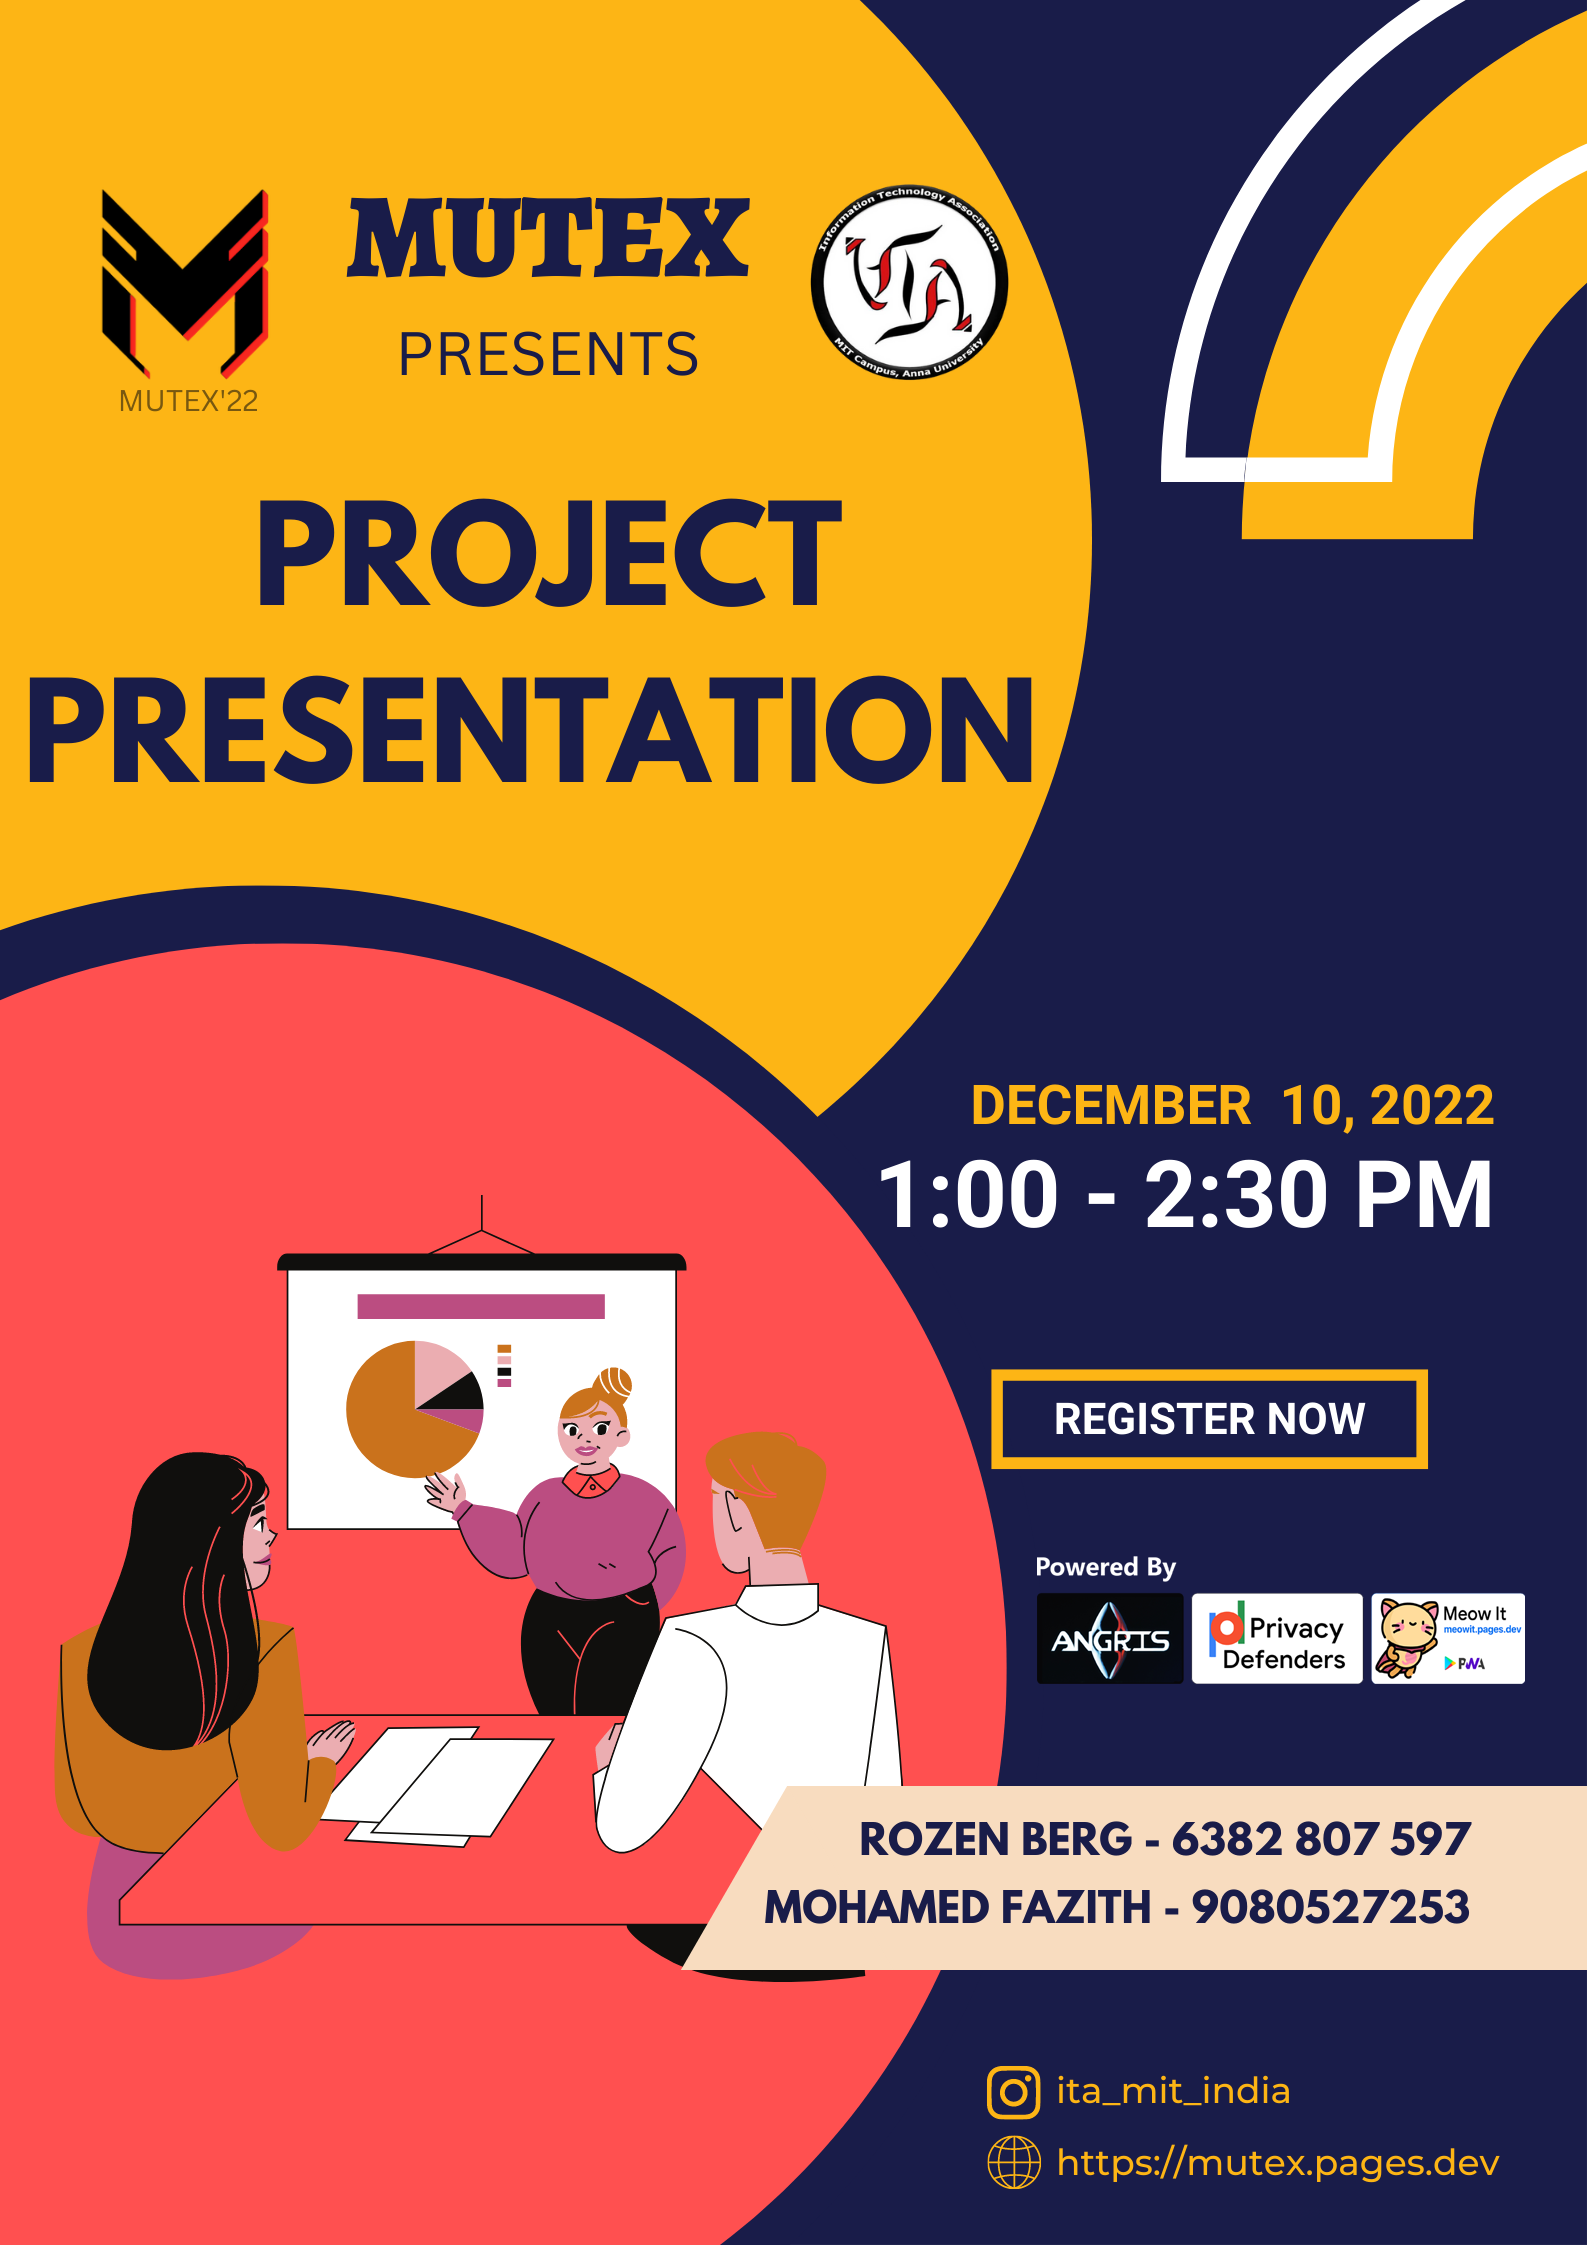 MUTEX
PRESENTS
MUTEX'22
Information Technology Association
MIT Campus, Anna University
PROJECT
PRESENTATION
DECEMBER 10, 2022
1:00 - 2:30 PM
REGISTER NOW
Powered By
ANGRIS
Privacy
Defenders
Meow It
meowit.pages.dev
PWA
ROZEN BERG - 6382 807 597
MOHAMED FAZITH - 9080527253
ita_mit_india
https://mutex.pages.dev